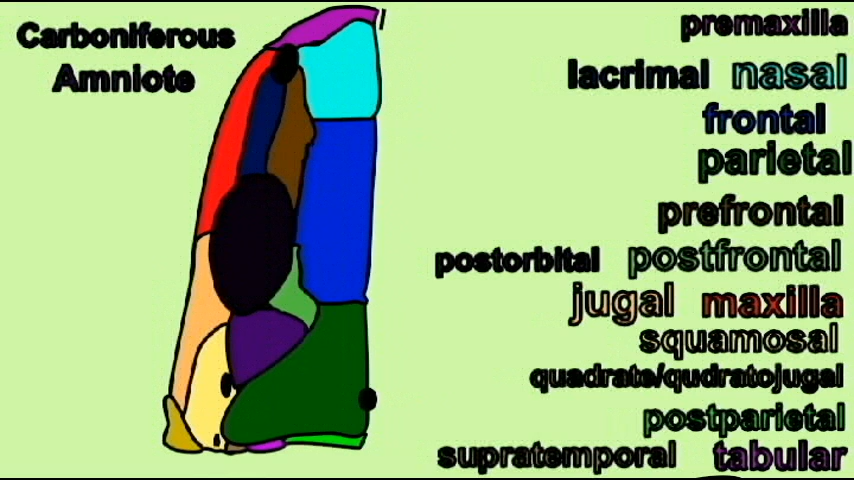 Carboniferous
Amniote
premaxilla
lacrimal nasal
frontal
parietal
prefrontal
postorbital postfrontal
jugal maxilla
squamosal
quadrate/qudratojugal
postparietal
supratemporal tabular